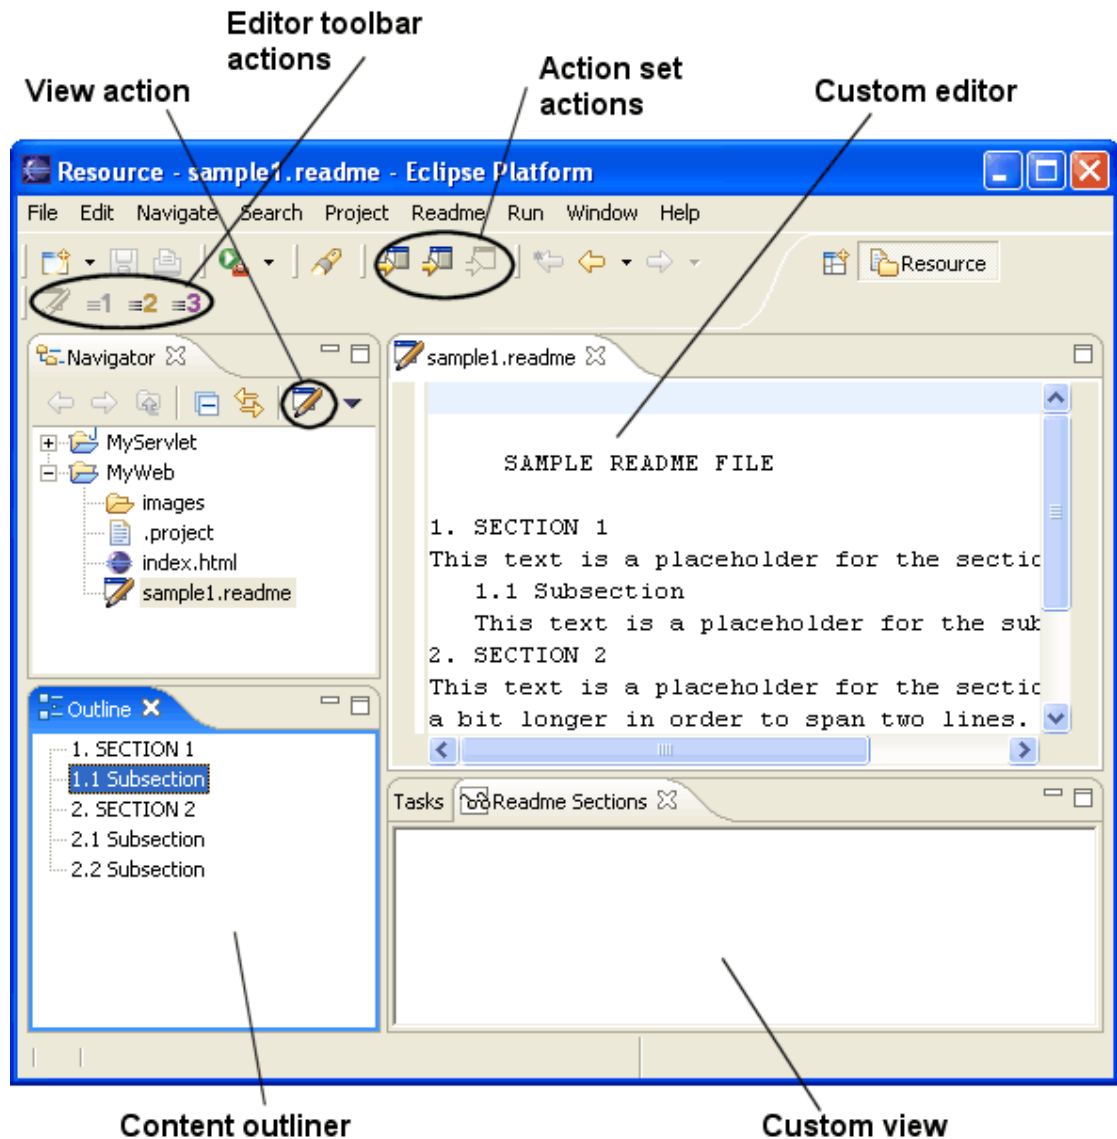 Editor toolbar
actions
View action
Action set
actions
Custom editor
Resource - sample1.readme - Eclipse Platform
File Edit Navigate Search Project Readme Run Window Help
Resource
1 2 3
Navigator
sample1.readme
MyServlet
MyWeb
images
.project
index.html
sample1.readme
SAMPLE README FILE
1. SECTION 1
This text is a placeholder for the sectio
1.1 Subsection
This text is a placeholder for the sub
2. SECTION 2
This text is a placeholder for the sectio
a bit longer in order to span two lines.
Outline
1. SECTION 1
1.1 Subsection
2. SECTION 2
2.1 Subsection
2.2 Subsection
Tasks Readme Sections
Content outliner
Custom view